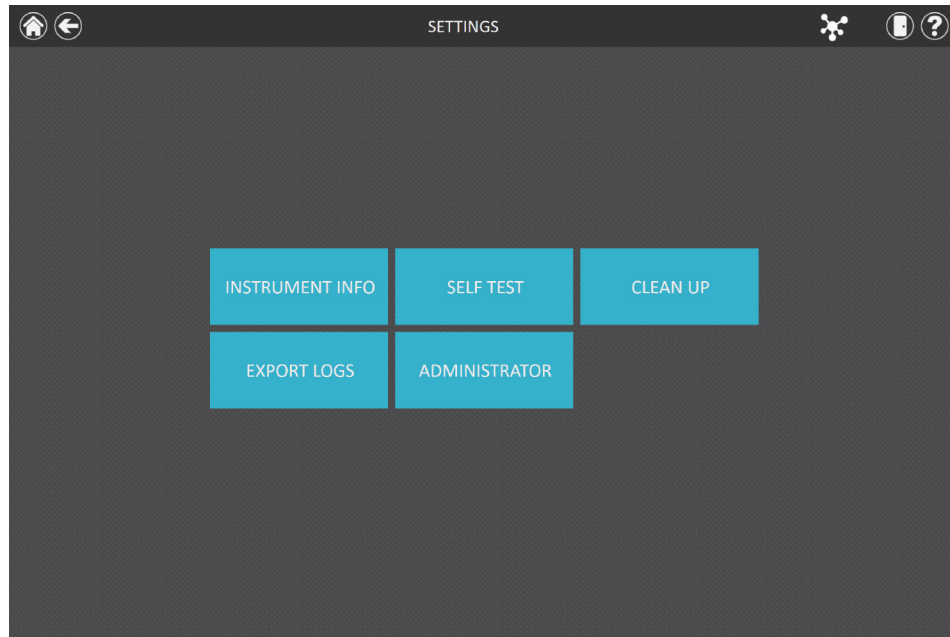 SETTINGS
INSTRUMENT INFO
SELF TEST
CLEAN UP
EXPORT LOGS
ADMINISTRATOR
?